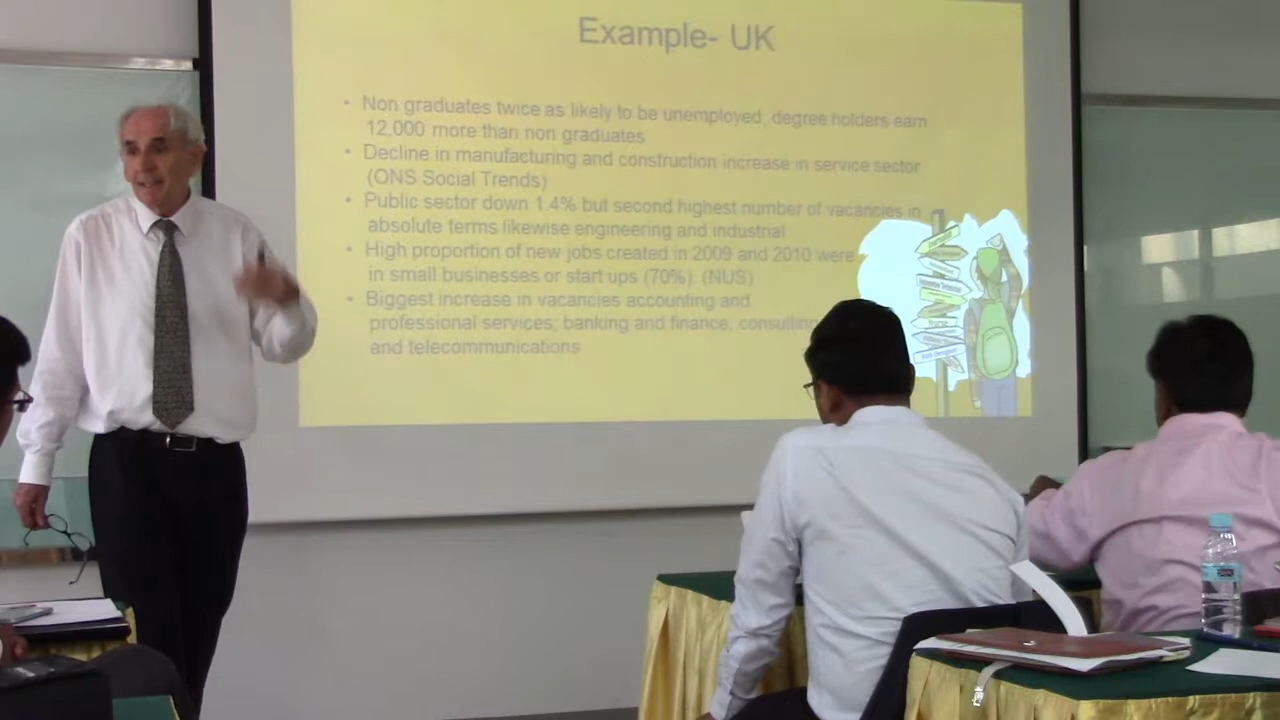 Example- UK
• Non graduates twice as likely to be unemployed, degree holders earn
12,000 more than non graduates
• Decline in manufacturing and construction increase in service sector
(ONS Social Trends)
• Public sector down 1.4% but second highest number of vacancies in
absolute terms likewise engineering and industrial
• High proportion of new jobs created in 2009 and 2010 were
in small businesses or start ups (70%). (NUS)
• Biggest increase in vacancies accounting and
professional services; banking and finance, consulting
and telecommunications